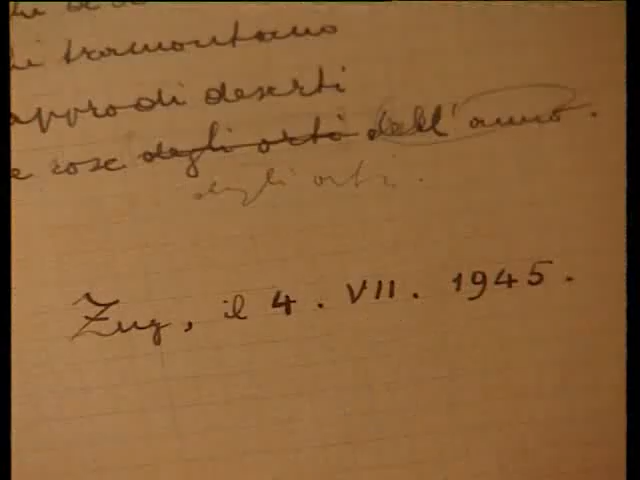 tramontano
approdi deserti
e cose degli orti dell'anno.
degli orti.
Zug, il 4. VII. 1945.